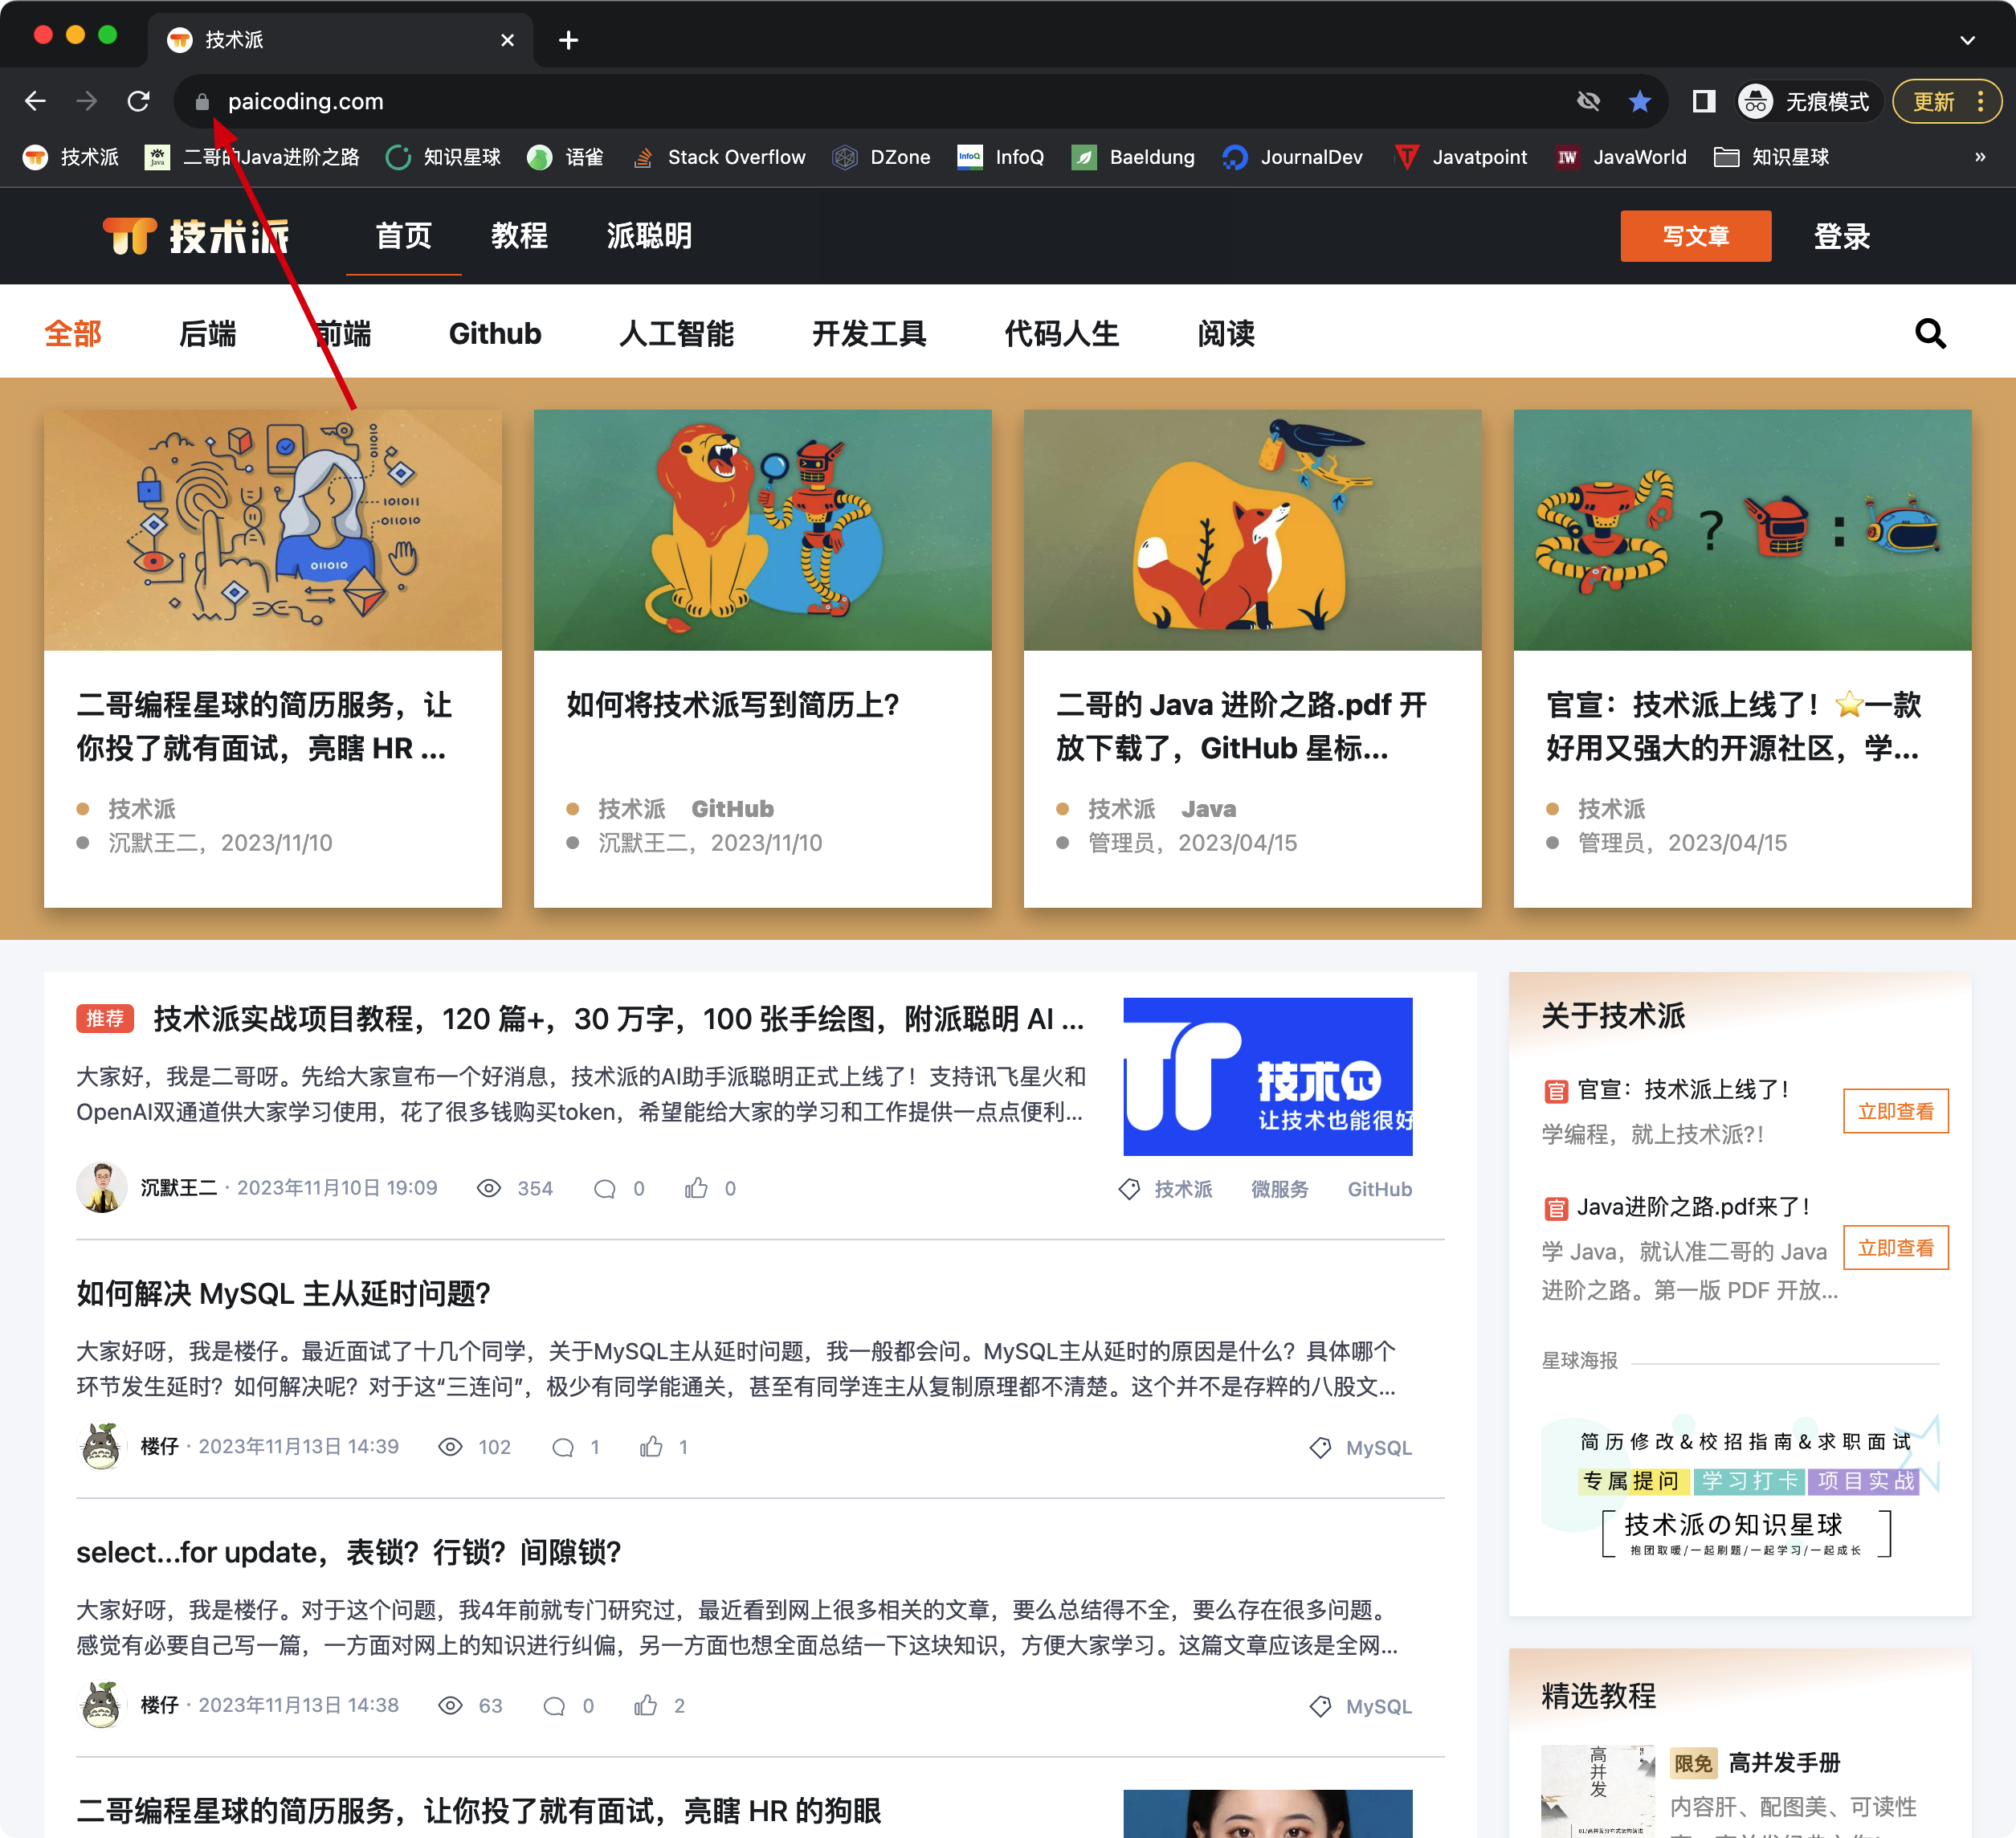 技术派
paicoding.com
无痕模式
更新
技术派
二哥的Java进阶之路
知识星球
语雀
Stack Overflow
DZone
InfoQ
Baeldung
JournalDev
Javatpoint
JavaWorld
知识星球
»
技术派
首页
教程
派聪明
写文章
登录
全部
后端
前端
Github
人工智能
开发工具
代码人生
阅读
101011
011010
011010
? :
二哥编程星球的简历服务，让
你投了就有面试，亮瞎 HR ...
技术派
沉默王二，2023/11/10
如何将技术派写到简历上？
技术派 GitHub
沉默王二，2023/11/10
二哥的 Java 进阶之路.pdf 开
放下载了，GitHub 星标...
技术派 Java
管理员，2023/04/15
官宣：技术派上线了！⭐一款
好用又强大的开源社区，学...
技术派
管理员，2023/04/15
推荐 技术派实战项目教程，120 篇+，30 万字，100 张手绘图，附派聪明 AI ...
大家好，我是二哥呀。先给大家宣布一个好消息，技术派的AI助手派聪明正式上线了！支持讯飞星火和
OpenAI双通道供大家学习使用，花了很多钱购买token，希望能给大家的学习和工作提供一点点便利...
沉默王二 · 2023年11月10日 19:09 354 0 0
技术派
让技术也能很好
技术派 微服务 GitHub
如何解决 MySQL 主从延时问题？
大家好呀，我是楼仔。最近面试了十几个同学，关于MySQL主从延时问题，我一般都会问。MySQL主从延时的原因是什么？具体哪个
环节发生延时？如何解决呢？对于这“三连问”，极少有同学能通关，甚至有同学连主从复制原理都不清楚。这个并不是存粹的八股文...
楼仔 · 2023年11月13日 14:39 102 1 1 MySQL
select...for update，表锁？行锁？间隙锁？
大家好呀，我是楼仔。对于这个问题，我4年前就专门研究过，最近看到网上很多相关的文章，要么总结得不全，要么存在很多问题。
感觉有必要自己写一篇，一方面对网上的知识进行纠偏，另一方面也想全面总结一下这块知识，方便大家学习。这篇文章应该是全网...
楼仔 · 2023年11月13日 14:38 63 0 2 MySQL
二哥编程星球的简历服务，让你投了就有面试，亮瞎 HR 的狗眼
关于技术派
官 官宣：技术派上线了！
学编程，就上技术派?!
立即查看
官 Java进阶之路.pdf来了！
学 Java，就认准二哥的 Java
进阶之路。第一版 PDF 开放...
立即查看
星球海报
简历修改&校招指南&求职面试
专属提问 学习打卡 项目实战
技术派の知识星球
抱团取暖/一起刷题/一起学习/一起成长
精选教程
高并发
限免 高并发手册
内容肝、配图美、可读性